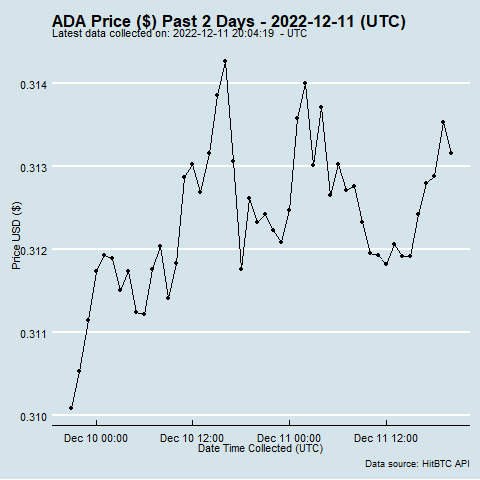 ADA Price ($) Past 2 Days - 2022-12-11 (UTC)
Latest data collected on: 2022-12-11 20:04:19 - UTC
0.314
0.313
0.312
0.311
0.310
Price USD ($)
Dec 10 00:00 Dec 10 12:00 Dec 11 00:00 Dec 11 12:00
Date Time Collected (UTC)
Data source: HitBTC API